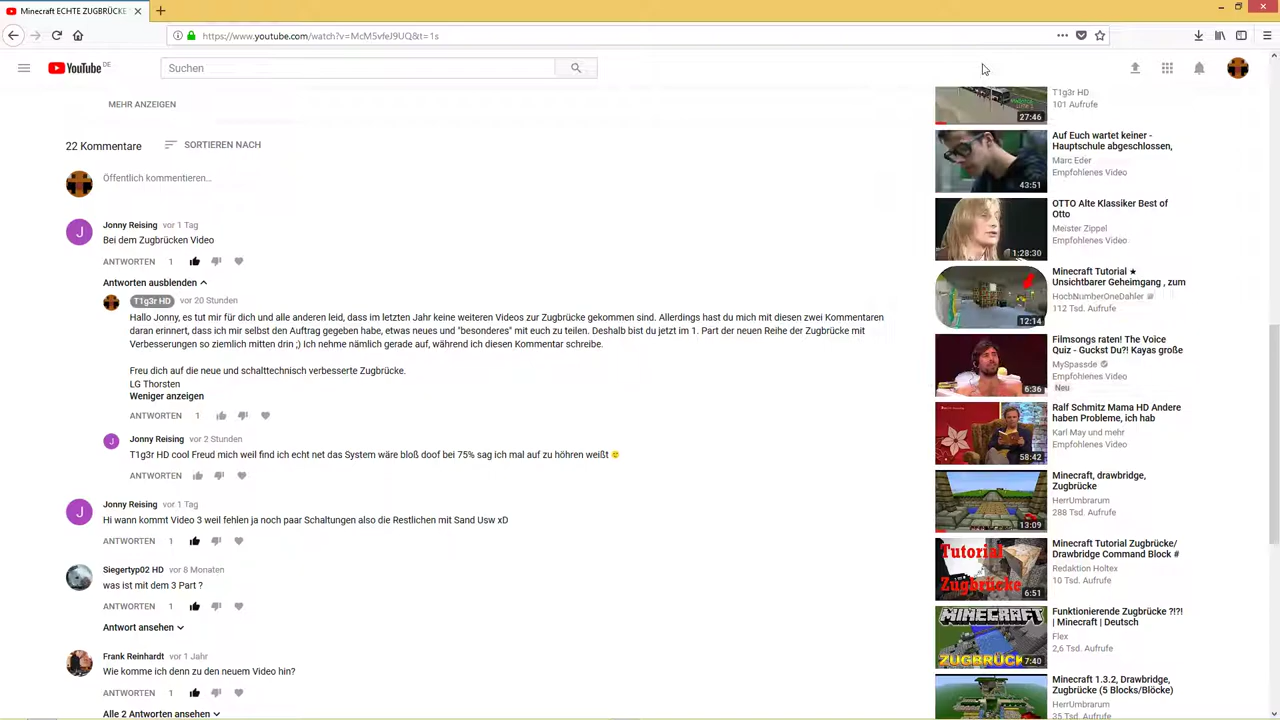 Minecraft ECHTE ZUGBRÜCKE
https://www.youtube.com/watch?v=McM5vfeJ9UQ&t=1s
YouTube DE
Suchen
MEHR ANZEIGEN
22 Kommentare
SORTIEREN NACH
Öffentlich kommentieren...
Jonny Reising vor 1 Tag
Bei dem Zugbrücken Video
ANTWORTEN 1
Antworten ausblenden
T1g3r HD vor 20 Stunden
Hallo Jonny, es tut mir für dich und alle anderen leid, dass letzten Jahr keine weiteren Videos zur Zugbrücke gekommen sind. Allerdings hast du mich mit diesen zwei Kommentaren
daran erinnert, dass ich mir selbst den Auftrag gegeben habe, etwas neues und "besonderes" mit euch zu teilen. Deshalb bist du jetzt im 1. Part der neuen Reihe der Zugbrücke mit
Verbesserungen so ziemlich mitten drin ;) Ich nehme nämlich gerade auf, während ich diesen Kommentar schreibe.
Freu dich auf die neue und schalttechnisch verbesserte Zugbrücke.
LG Thorsten
Weniger anzeigen
ANTWORTEN 1
Jonny Reising vor 2 Stunden
T1g3r HD cool Freud mich weil find ich echt net das System wäre blob doof bei 75% sag ich mal auf zu höhren weißt
ANTWORTEN
Jonny Reising vor 1 Tag
Hi wann kommt Video 3 weil fehlen ja noch paar Schaltungen also die Restlichen mit Sand Usw xD
ANTWORTEN 1
Siegertyp02 HD vor 8 Monaten
was ist mit dem 3 Part ?
ANTWORTEN 1
Antwort ansehen
Frank Reinhardt vor 1 Jahr
Wie komme ich denn zu den neuem Video hin?
ANTWORTEN 1
Alle 2 Antworten ansehen
T1g3r HD
101 Aufrufe
27:46
Auf Euch wartet keiner -
Hauptschule abgeschlossen,
Marc Eder
Empfohlenes Video
43:51
OTTO Alte Klassiker Best of
Otto
Meister Zippel
Empfohlenes Video
1:28:30
Minecraft Tutorial ★
Unsichtbarer Geheimgang , zum
HocbNumberOneDahler
112 Tsd. Aufrufe
12:14
Filmsongs raten! The Voice
Quiz - Guckst Du?! Kayas große
MySpassde
Empfohlenes Video
Neu
6:36
Ralf Schmitz Mama HD Andere
haben Probleme, ich hab
Karl May und mehr
Empfohlenes Video
58:42
Minecraft, drawbridge,
Zugbrücke
HerrUmbrarum
288 Tsd. Aufrufe
13:09
Minecraft Tutorial Zugbrücke/
Drawbridge Command Block #
Redaktion Holtex
10 Tsd. Aufrufe
Tutorial
Zugbrücke
6:51
Funktionierende Zugbrücke ?!?!
| Minecraft | Deutsch
Flex
2,6 Tsd. Aufrufe
MINECRAFT
ZUGBRÜCK
7:40
Minecraft 1.3.2, Drawbridge,
Zugbrücke (5 Blocks/Blöcke)
HerrUmbrarum
35 Tsd. Aufrufe